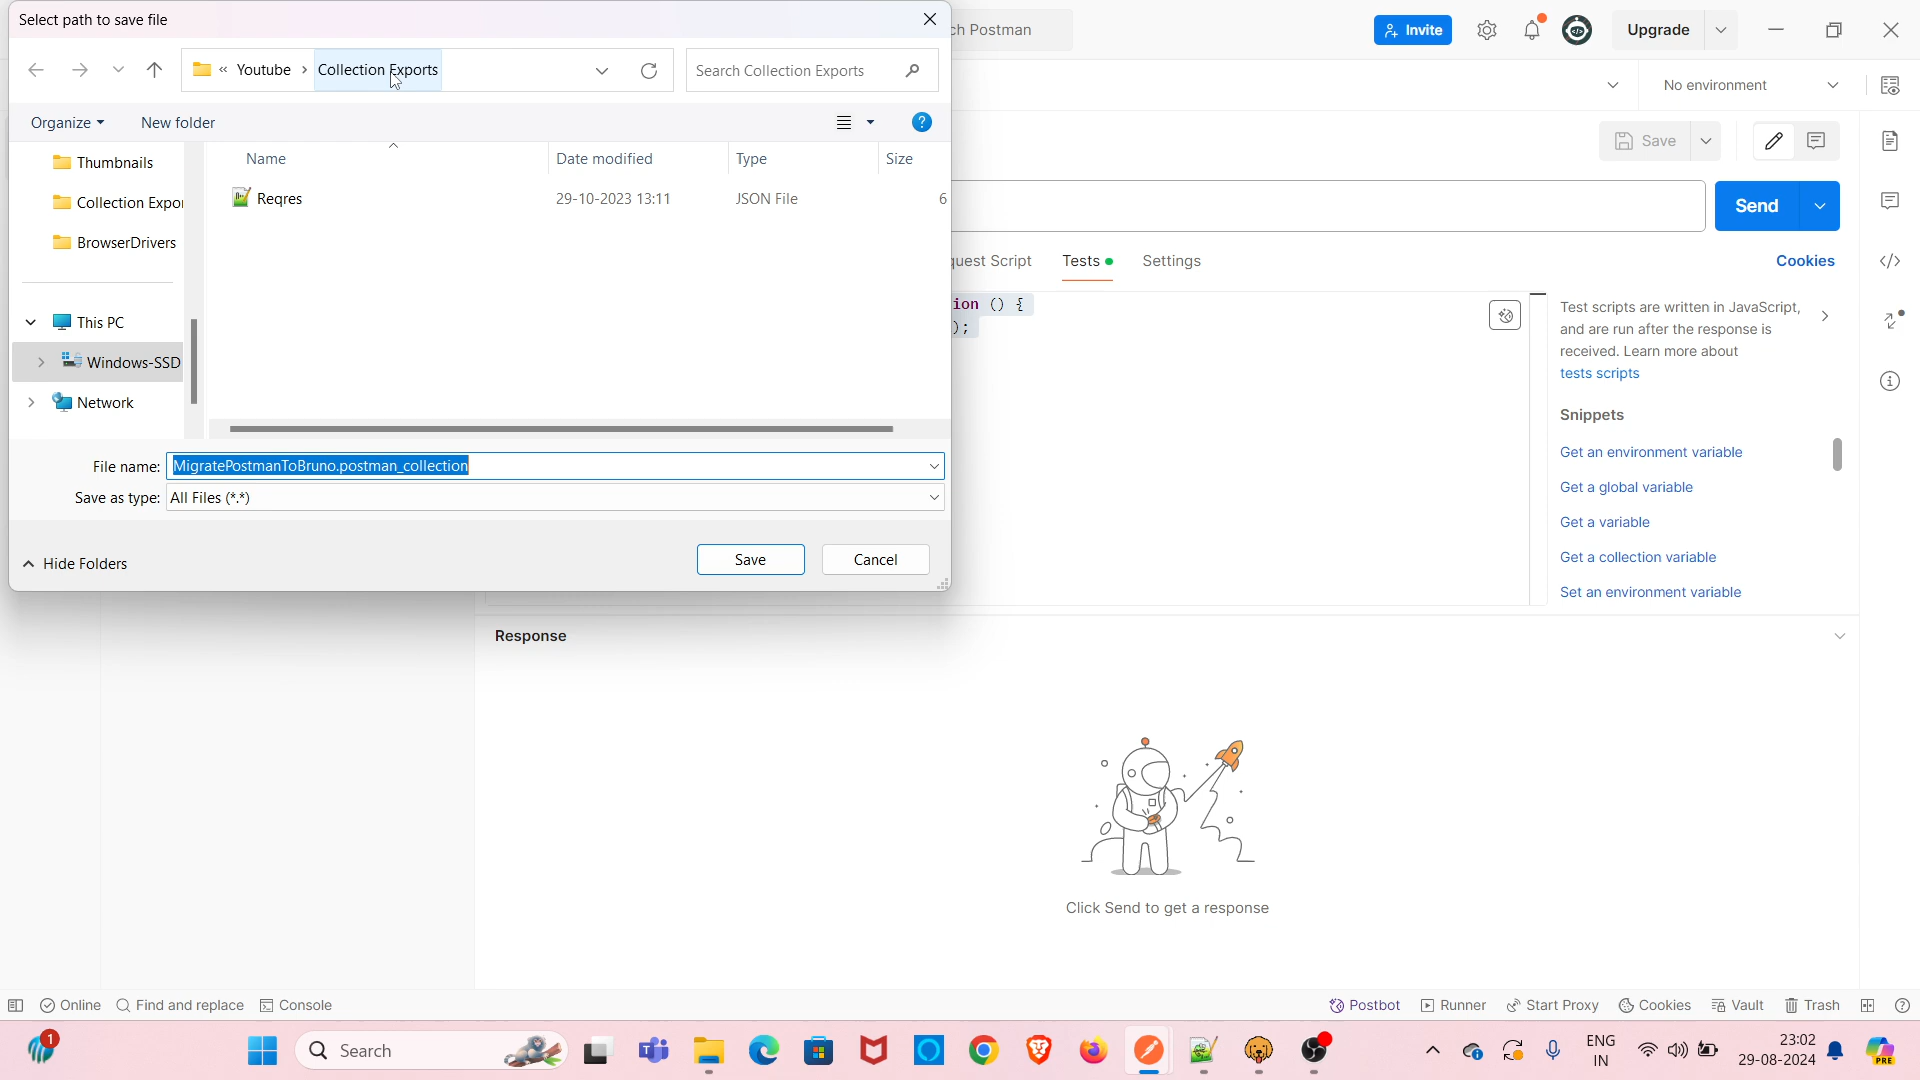 Select path to save file
« Youtube > Collection Exports
Search Collection Exports
Organize
New folder
Thumbnails
Collection Expo
BrowserDrivers
This PC
Windows-SSD
Network
Name
Date modified
Type
Size
Reqres
29-10-2023 13:11
JSON File
6
File name: MigratePostmanToBruno.postman_collection
Save as type: All Files (*.*)
Hide Folders
Save
Cancel
ch Postman
Invite
Upgrade
No environment
Save
Send
quest Script
Tests
Settings
Cookies
ion () {
);
Test scripts are written in JavaScript,
and are run after the response is
received. Learn more about
tests scripts
Snippets
Get an environment variable
Get a global variable
Get a variable
Get a collection variable
Set an environment variable
Response
Click Send to get a response
Online
Find and replace
Console
Postbot
Runner
Start Proxy
Cookies
Vault
Trash
1
Search
ENG
IN
23:02
29-08-2024
PRE